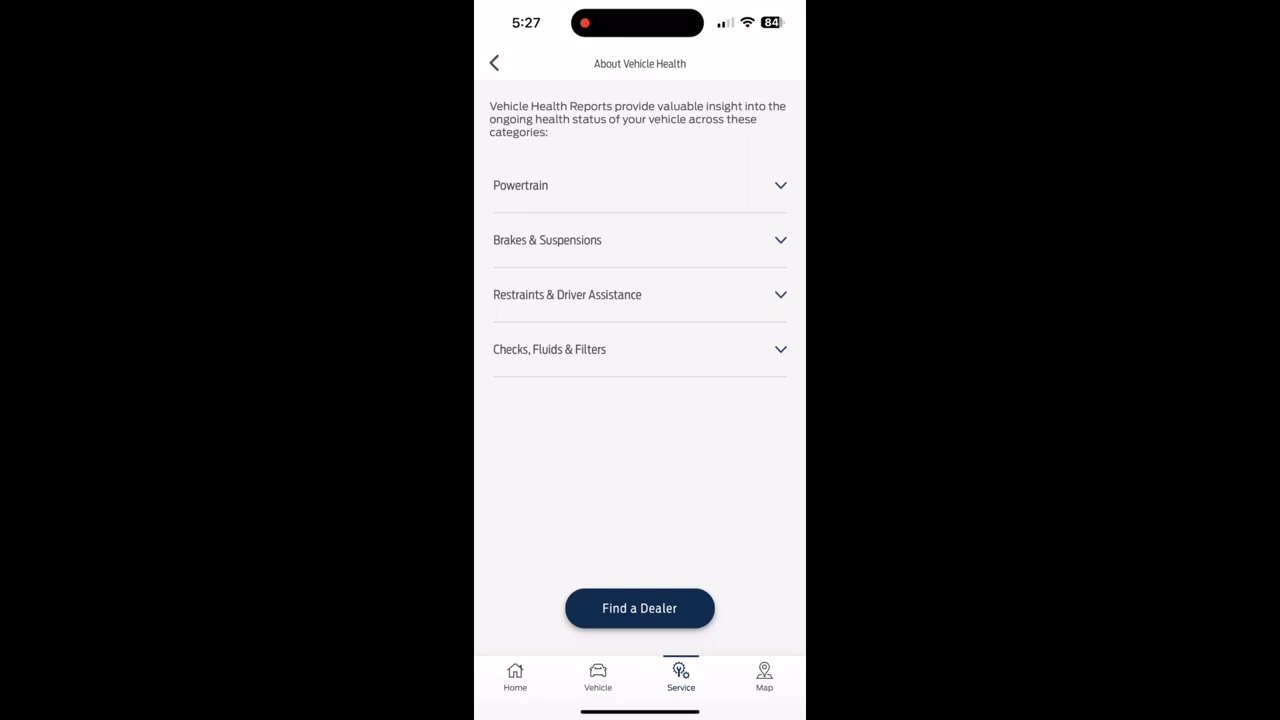 5:27
84
About Vehicle Health
Vehicle Health Reports provide valuable insight into the
ongoing health status of your vehicle across these
categories:
Powertrain
Brakes & Suspensions
Restraints & Driver Assistance
Checks, Fluids & Filters
Find a Dealer
Home
Vehicle
Service
Map